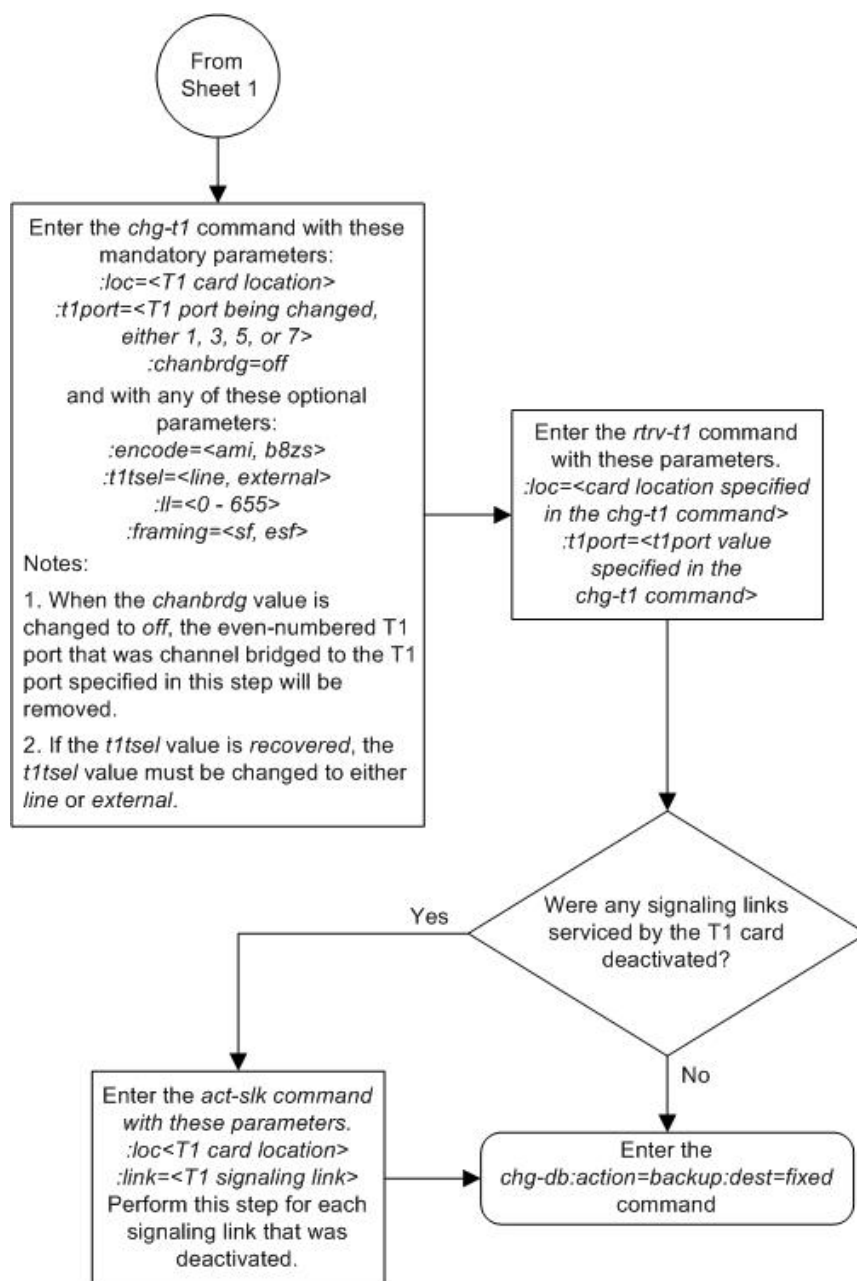 From
Sheet 1
Enter the chg-t1 command with these
mandatory parameters:
:loc=<T1 card location>
:t1port=<T1 port being changed,
either 1, 3, 5, or 7>
:chanbrdg=off
and with any of these optional
parameters:
:encode=<ami, b8zs>
:t1tsel=<line, external>
:ll=<0 - 655>
:framing=<sf, esf>
Notes:
1. When the chanbrdg value is
changed to off, the even-numbered T1
port that was channel bridged to the T1
port specified in this step will be
removed.
2. If the t1tsel value is recovered, the
t1tsel value must be changed to either
line or external.
Enter the rtrv-t1 command
with these parameters.
:loc=<card location specified
in the chg-t1 command>
:t1port=<t1port value
specified in the
chg-t1 command>
Were any signaling links
serviced by the T1 card
deactivated?
Yes
No
Enter the act-slk command
with these parameters.
:loc<T1 card location>
:link=<T1 signaling link>
Perform this step for each
signaling link that was
deactivated.
Enter the
chg-db:action=backup:dest=fixed
command